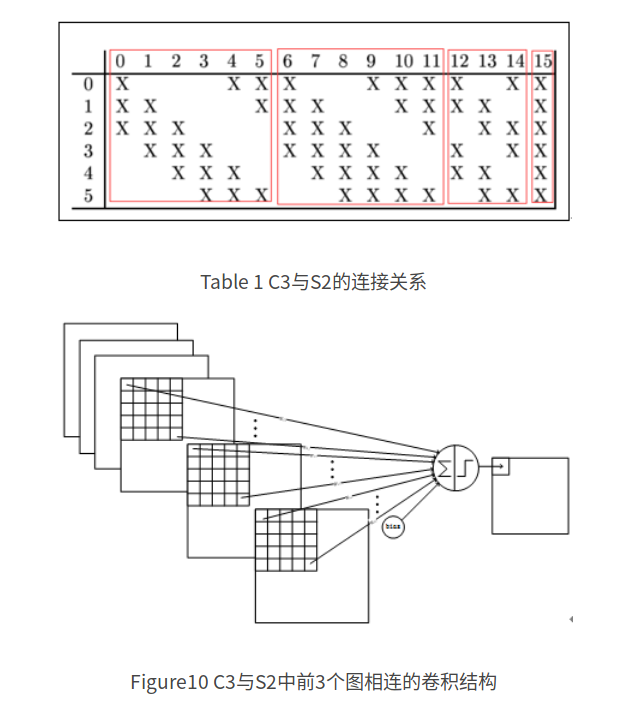 0 1 2 3 4 5 6 7 8 9 10 11 12 13 14 15
0 X X X X X X X X X X
1 X X X X X X X X X X
2 X X X X X X X X X X
3 X X X X X X X X X X
4 X X X X X X X X X X
5 X X X X X X X X X X
Table 1 C3与S2的连接关系
bias
Figure10 C3与S2中前3个图相连的卷积结构